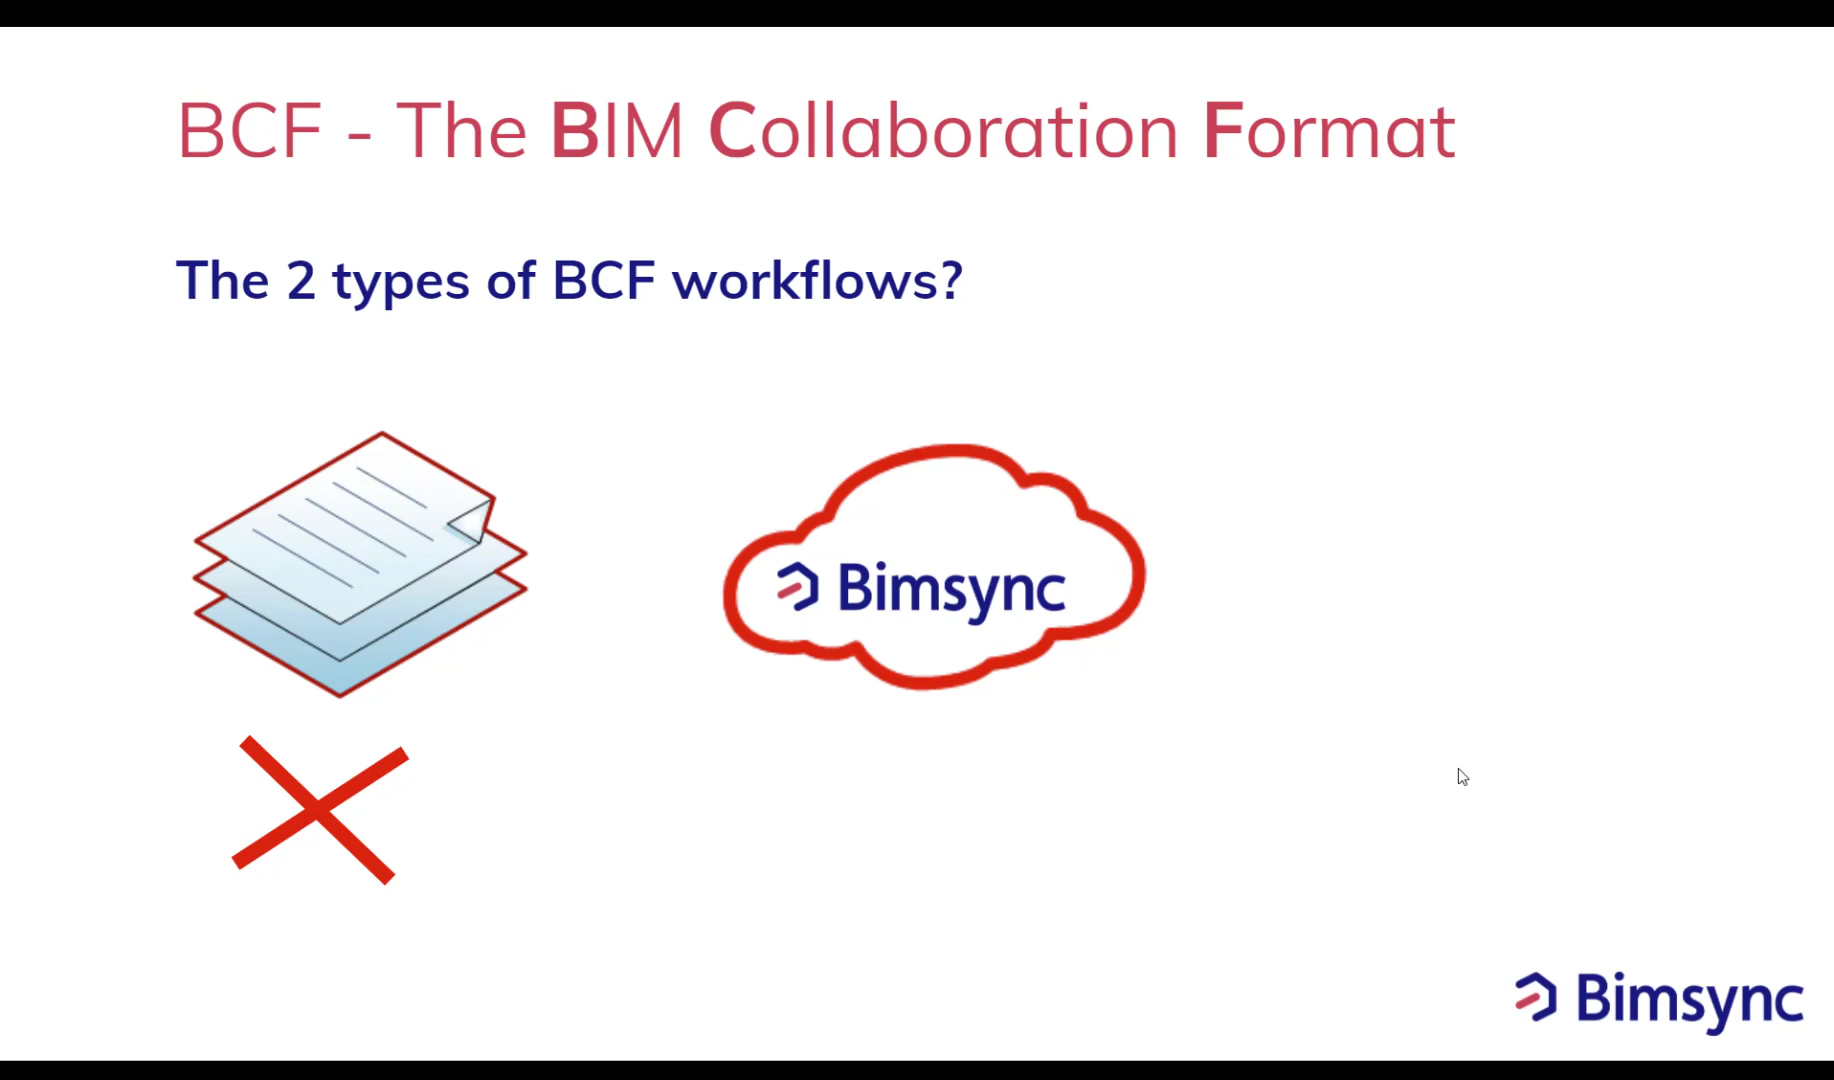 BCF - The BIM Collaboration Format
The 2 types of BCF workflows?
Bimsync
Bimsync